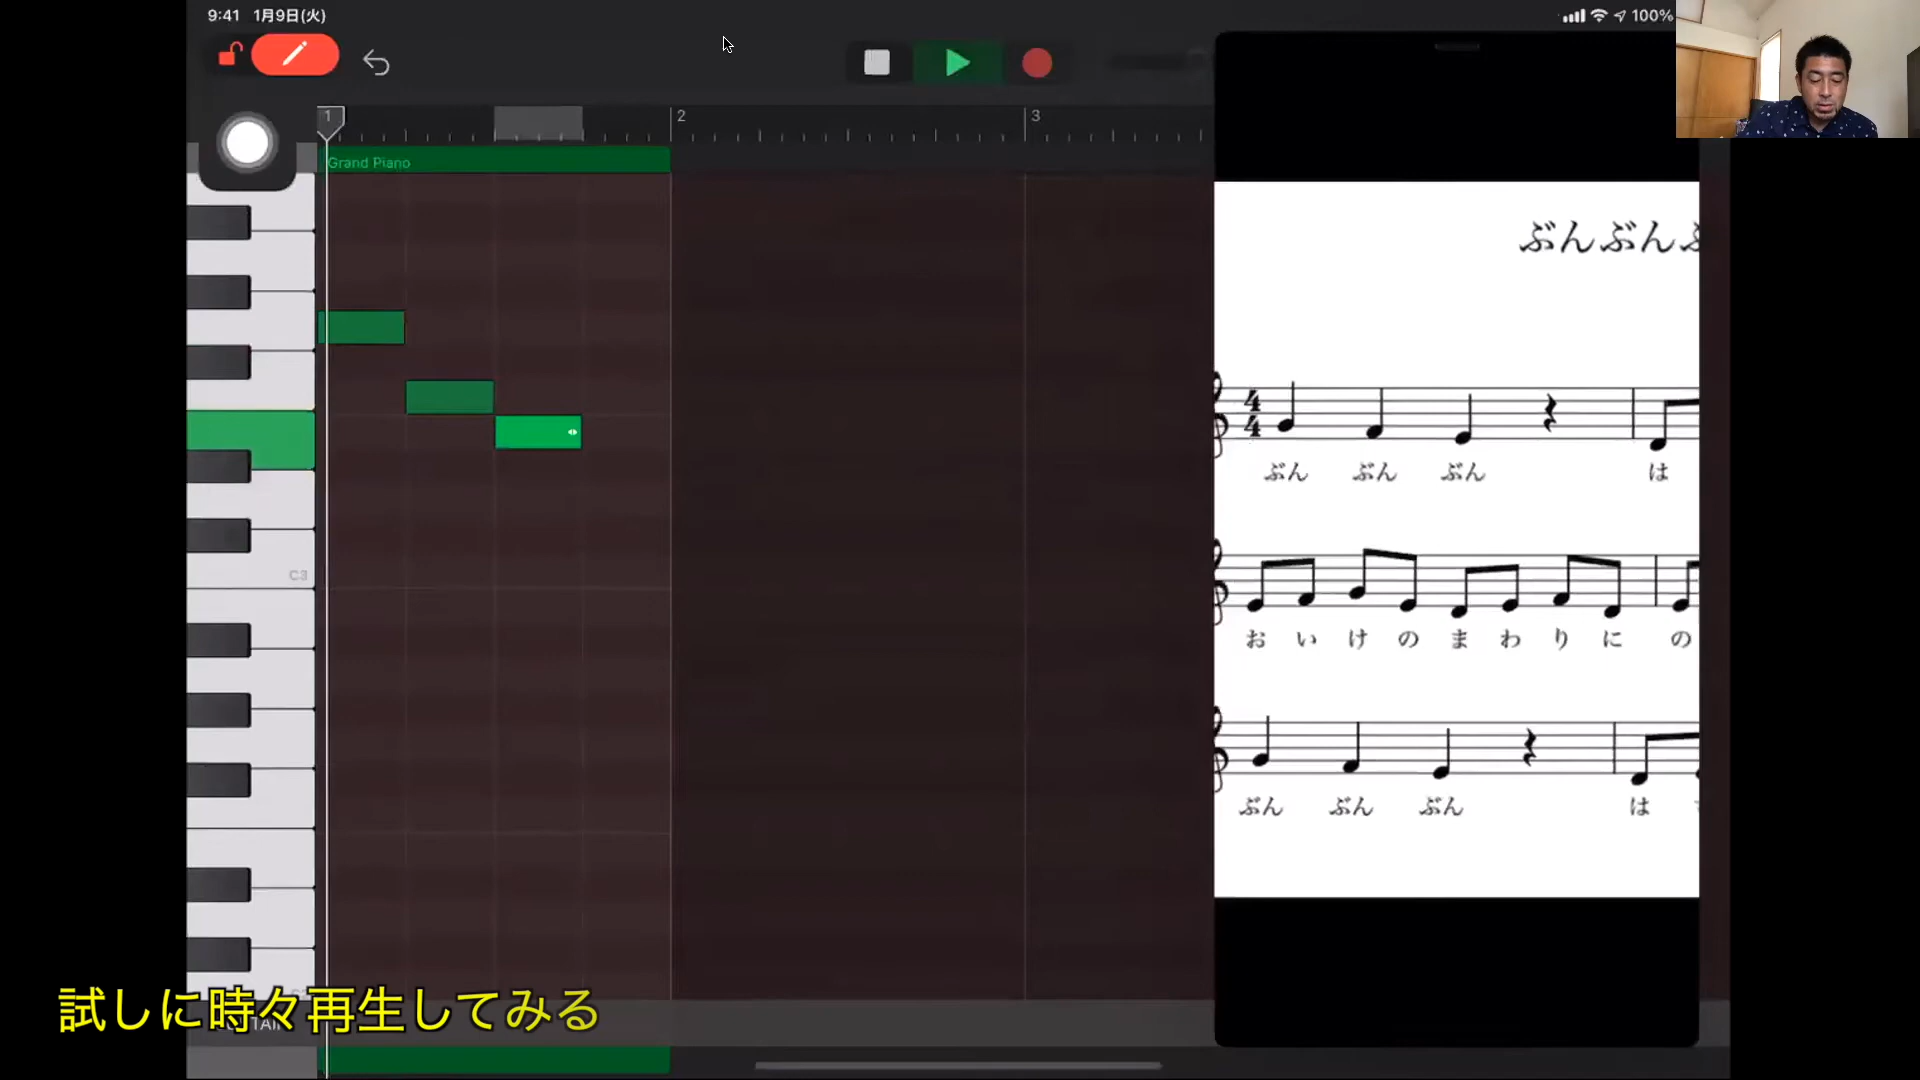 9:41 1月9日(火)
100%
1
2
3
Grand Piano
C3
ぶんぶん
4
4
ぶん ぶん ぶん は
お い け の ま わ り に の
ぶん ぶん ぶん は
試しに時々再生してみる